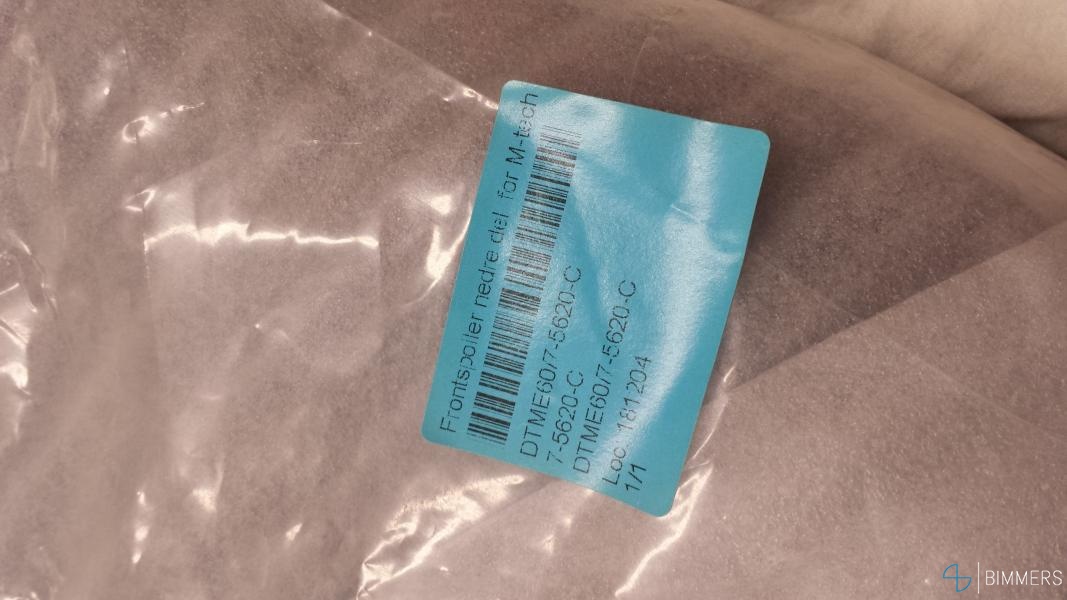 Frontspoiler nedre del for M-tech
DTME60/7-5620-C
7-5620-C
DTME60/7-5620-C
Loc. 181204
1/1
BIMMERS